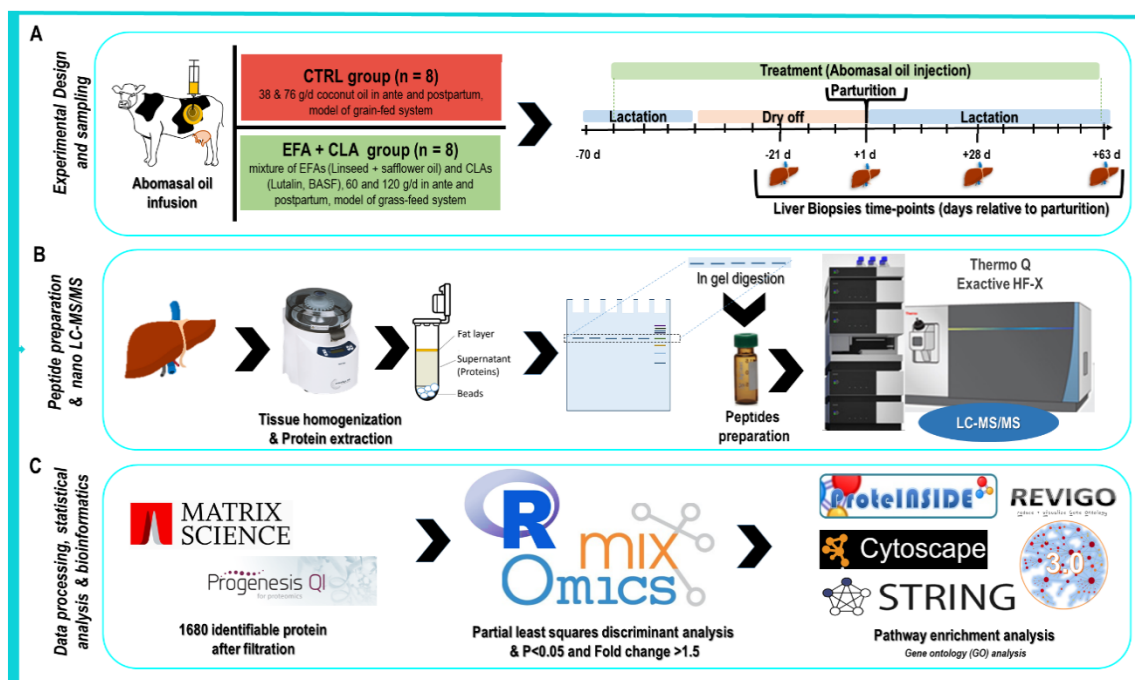 A
Experimental Design
and sampling
Abomasal oil
infusion
CTRL group (n = 8)
38 & 76 g/d coconut oil in ante and postpartum,
model of grain-fed system
EFA + CLA group (n = 8)
mixture of EFAs (Linseed + safflower oil) and CLAs
(Lutalin, BASF), 60 and 120 g/d in ante and
postpartum, model of grass-feed system
Treatment (Abomasal oil injection)
Parturition
Lactation
Dry off
Lactation
-70 d
-21 d
+1 d
+28 d
+63 d
Liver Biopsies time-points (days relative to parturition)
B
Peptide preparation
& nano LC-MS/MS
Tissue homogenization
& Protein extraction
Fat layer
Supernatant
(Proteins)
Beads
In gel digestion
Peptides
preparation
Thermo Q
Exactive HF-X
LC-MS/MS
C
Data processing, statistical
analysis & bioinformatics
MATRIX
SCIENCE
Progenesis QI
for proteomics
1680 identifiable protein
after filtration
R
mix
Omics
Partial least squares discriminant analysis
& P<0.05 and Fold change >1.5
ProteINSIDE
REVIGO
reduce + visualize Gene Ontology
Cytoscape
3.0
STRING
Pathway enrichment analysis
Gene ontology (GO) analysis